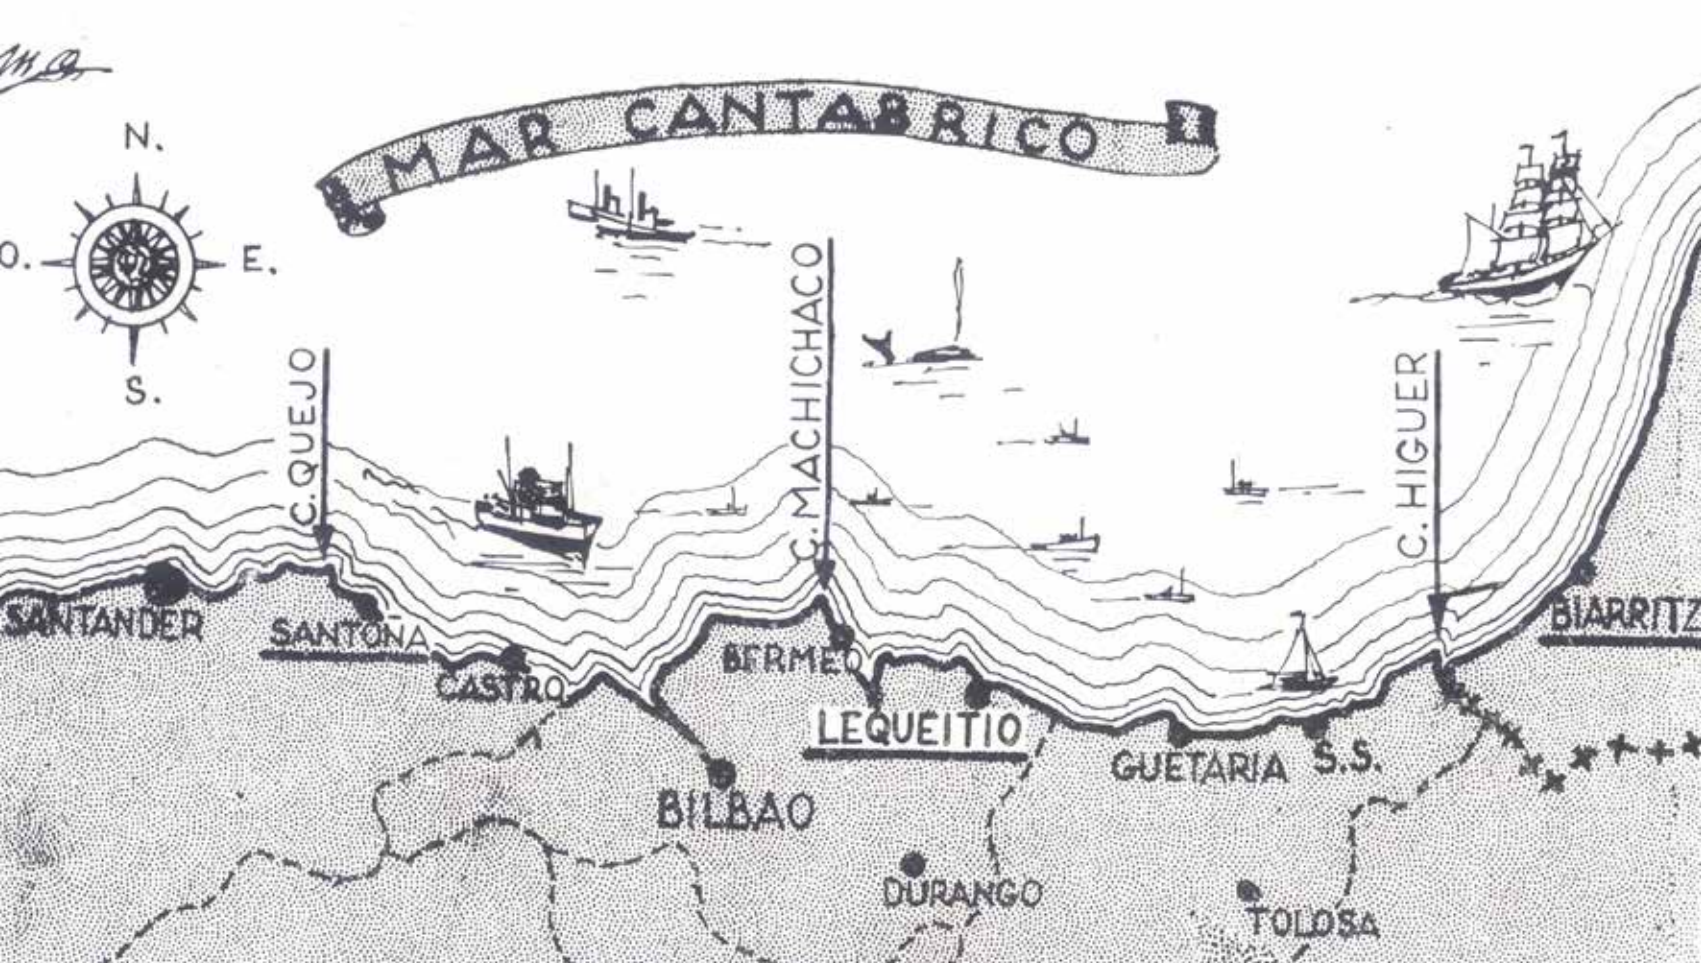 MAR CANTABRICO
N.
O.
E.
S.
C. QUEJO
C. MACHICHACO
C. HIGUER
SANTANDER
SANTOÑA
CASTRO
BILBAO
BERMEO
LEQUEITIO
GUETARIA
S.S.
BIARRITZ
DURANGO
TOLOSA